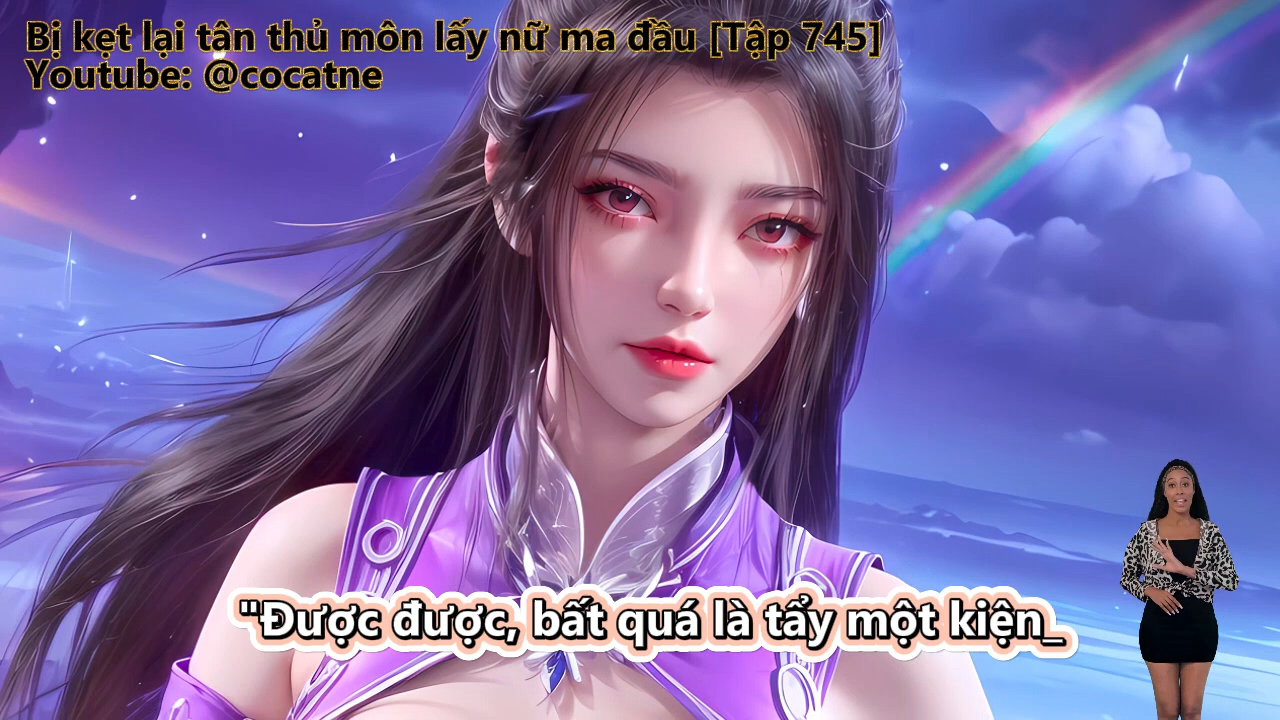 Bị kẹt lại tân thủ môn lấy nữ ma đầu [Tập 745]
Youtube: @cocatne
"Được được, bất quá là tẩy một kiện_